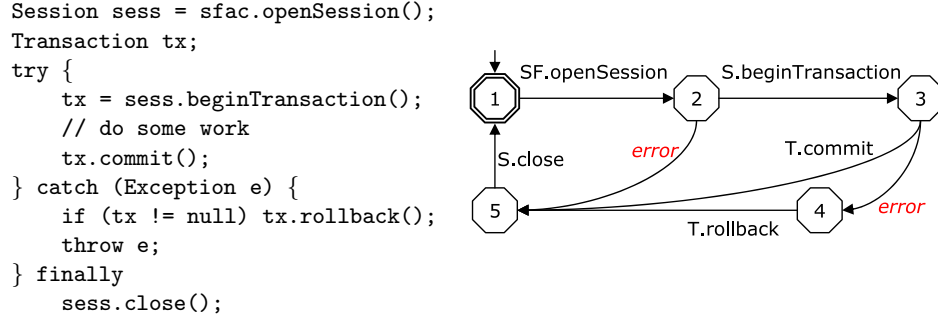 Session sess = sfac.openSession();
Transaction tx;
try {
    tx = sess.beginTransaction();
    // do some work
    tx.commit();
} catch (Exception e) {
    if (tx != null) tx.rollback();
    throw e;
} finally
    sess.close();
SF.openSession
S.beginTransaction
1
2
3
S.close
error
T.commit
5
4
error
T.rollback